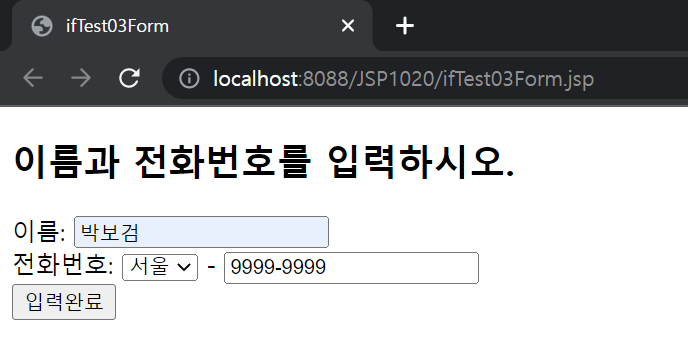 ifTest03Form
localhost:8088/JSP1020/ifTest03Form.jsp
이름과 전화번호를 입력하시오.
이름: 박보검
전화번호: 서울 - 9999-9999
입력완료